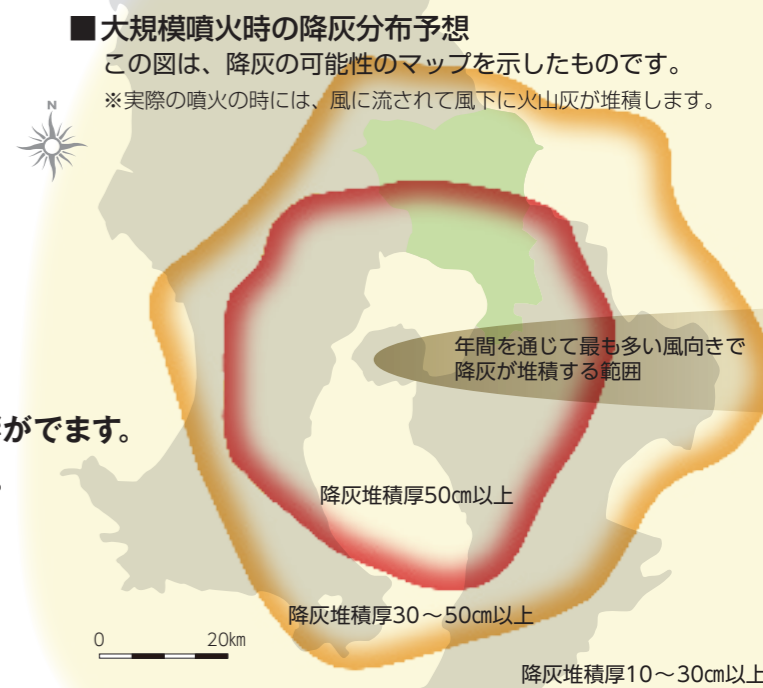 ■大規模噴火時の降灰分布予想
この図は、降灰の可能性のマップを示したものです。
※実際の噴火の時には、風に流されて風下に火山灰が堆積します。
N
年間を通じて最も多い風向きで
降灰が堆積する範囲
がでます。
降灰堆積厚50㎝以上
降灰堆積厚30～50㎝以上
0 20km
降灰堆積厚10～30㎝以上